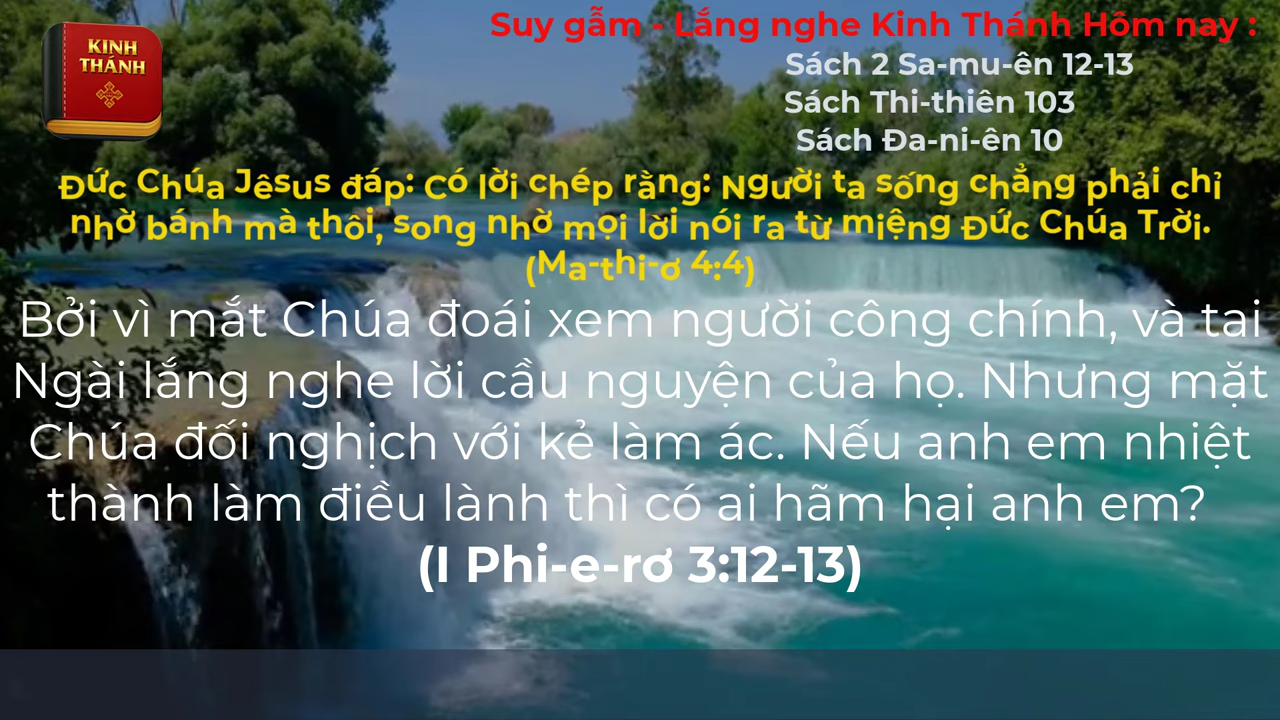 KINH
THÁNH
Suy gẫm - Lắng nghe Kinh Thánh Hôm nay :
Sách 2 Sa-mu-ên 12-13
Sách Thi-thiên 103
Sách Đa-ni-ên 10
Đức Chúa Jêsus đáp: Có lời chép rằng: Người ta sống chẳng phải chỉ
nhờ bánh mà thôi, song nhờ mọi lời nói ra từ miệng Đức Chúa Trời.
(Ma-thi-ơ 4:4)
Bởi vì mắt Chúa đoái xem người công chính, và tai
Ngài lắng nghe lời cầu nguyện của họ. Nhưng mặt
Chúa đối nghịch với kẻ làm ác. Nếu anh em nhiệt
thành làm điều lành thì có ai hãm hại anh em?
(I Phi-e-rơ 3:12-13)